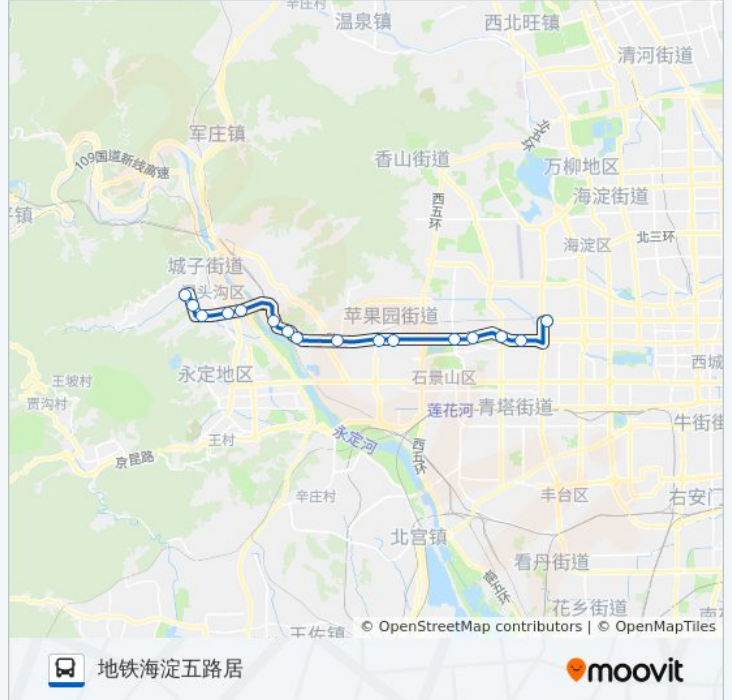 辛庄村
温泉镇
西北旺镇
清河街道
军庄镇
北五环
109国道新线高速
香山街道
万柳地区
海淀街道
西五环
北三环
海淀区
城子街道
头沟区
苹果园街道
西城
王坡村
永定地区
石景山区
贾沟村
莲花河
青塔街道
牛街街
王村
永定河
西五环
京昆路
辛庄村
丰台区
右安门
北宫镇
看丹街道
花乡街道
王佐镇
© OpenStreetMap contributors | © OpenMapTiles
地铁海淀五路居
moovit